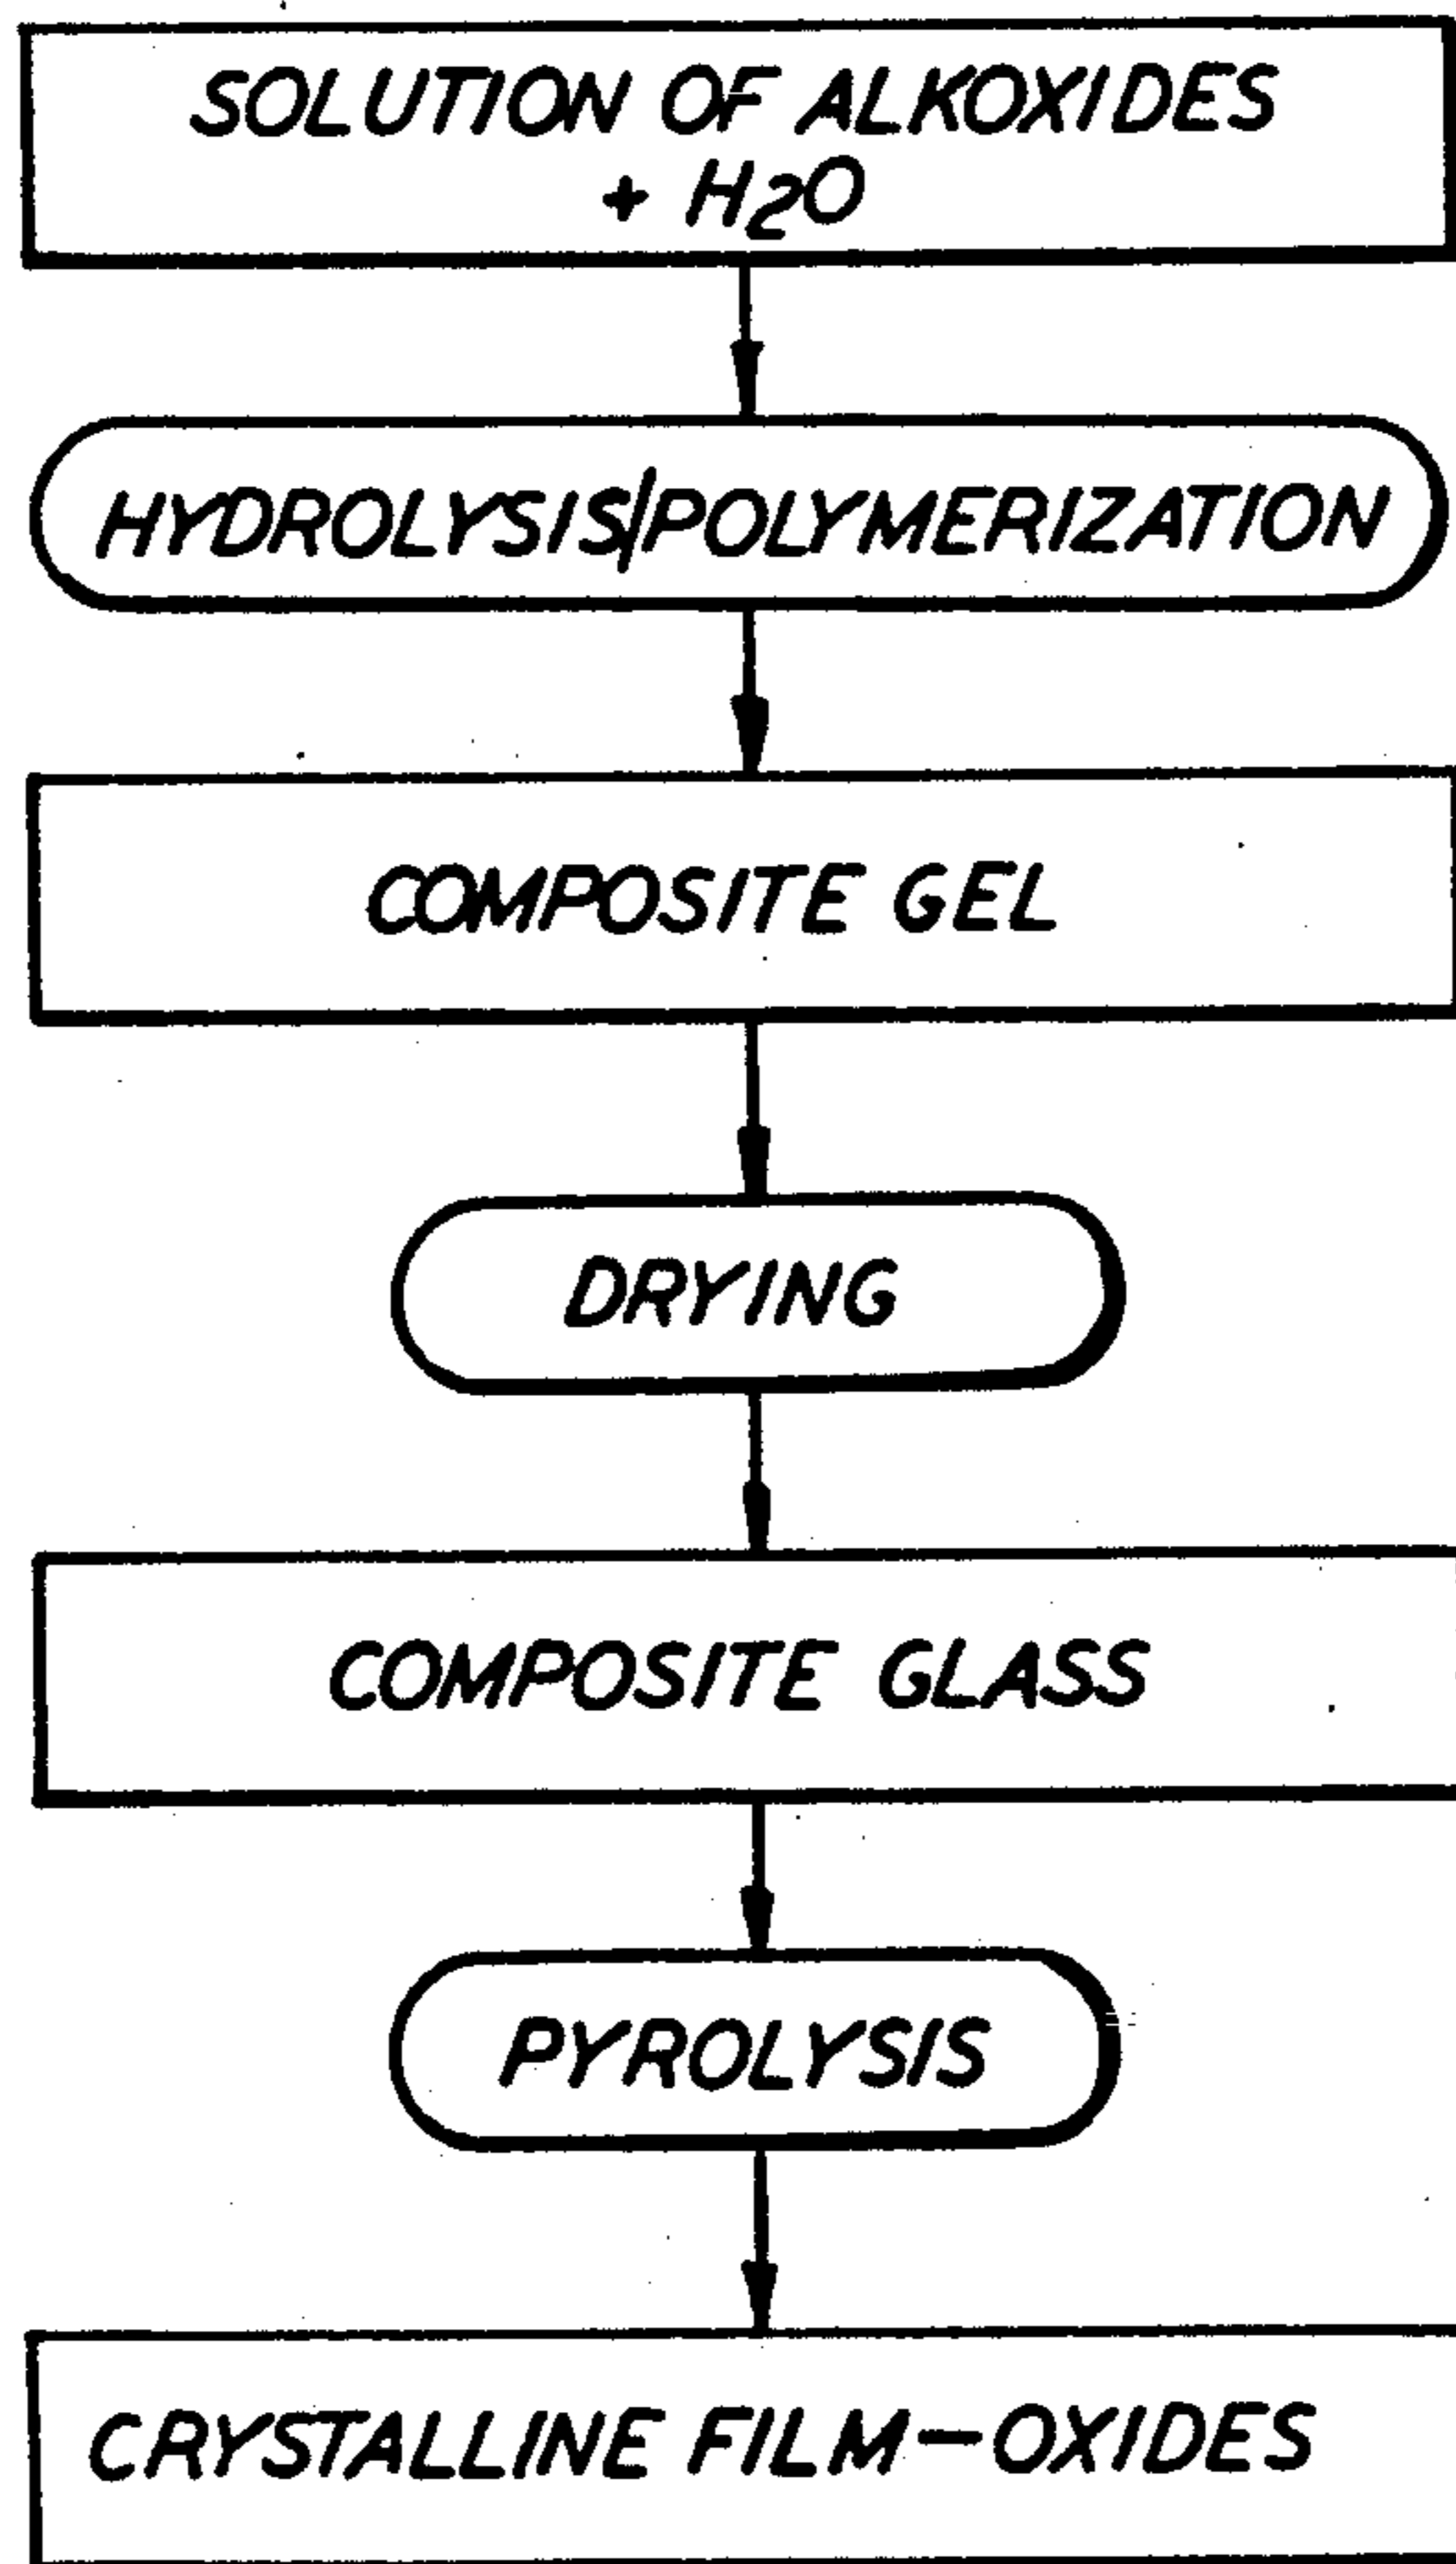 SOLUTION OF ALKOXIDES
+ H2O
HYDROLYSIS/POLYMERIZATION
COMPOSITE GEL
DRYING
COMPOSITE GLASS
PYROLYSIS
CRYSTALLINE FILM-OXIDES